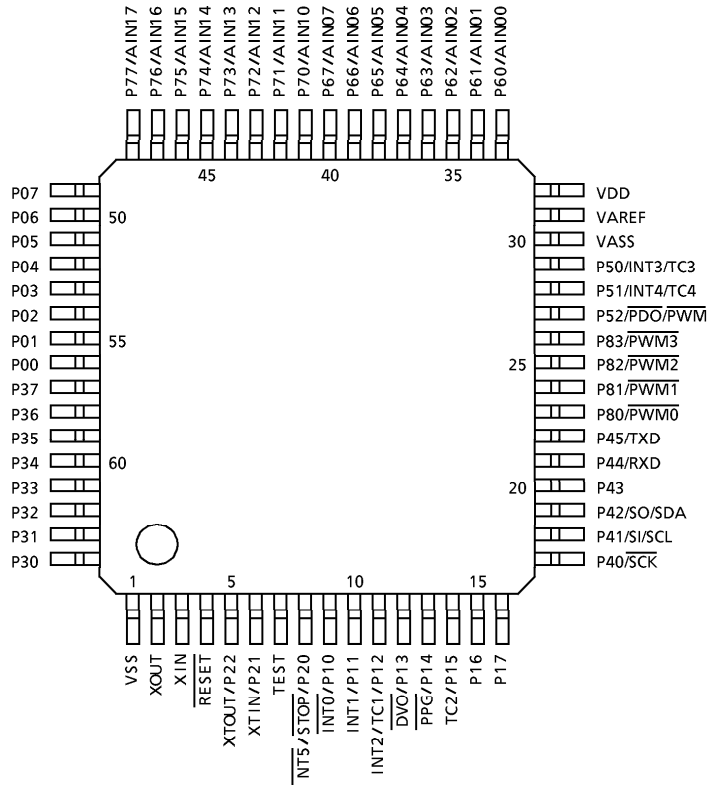 P77/AIN17
P76/AIN16
P75/AIN15
P74/AIN14
P73/AIN13
P72/AIN12
P71/AIN11
P70/AIN10
P67/AIN07
P66/AIN06
P65/AIN05
P64/AIN04
P63/AIN03
P62/AIN02
P61/AIN01
P60/AIN00
45
40
35
P07
P06
P05
P04
P03
P02
P01
P00
P37
P36
P35
P34
P33
P32
P31
P30
50
55
60
30
25
20
VDD
VAREF
VASS
P50/INT3/TC3
P51/INT4/TC4
P52/PDO/PWM
P83/PWM3
P82/PWM2
P81/PWM1
P80/PWM0
P45/TXD
P44/RXD
P43
P42/SO/SDA
P41/SI/SCL
P40/SCK
1
5
10
15
VSS
XOUT
XIN
RESET
XTOUT/P22
XTIN/P21
TEST
NT5/STOP/P20
INT0/P10
INT1/P11
INT2/TC1/P12
DVO/P13
PPG/P14
TC2/P15
P16
P17